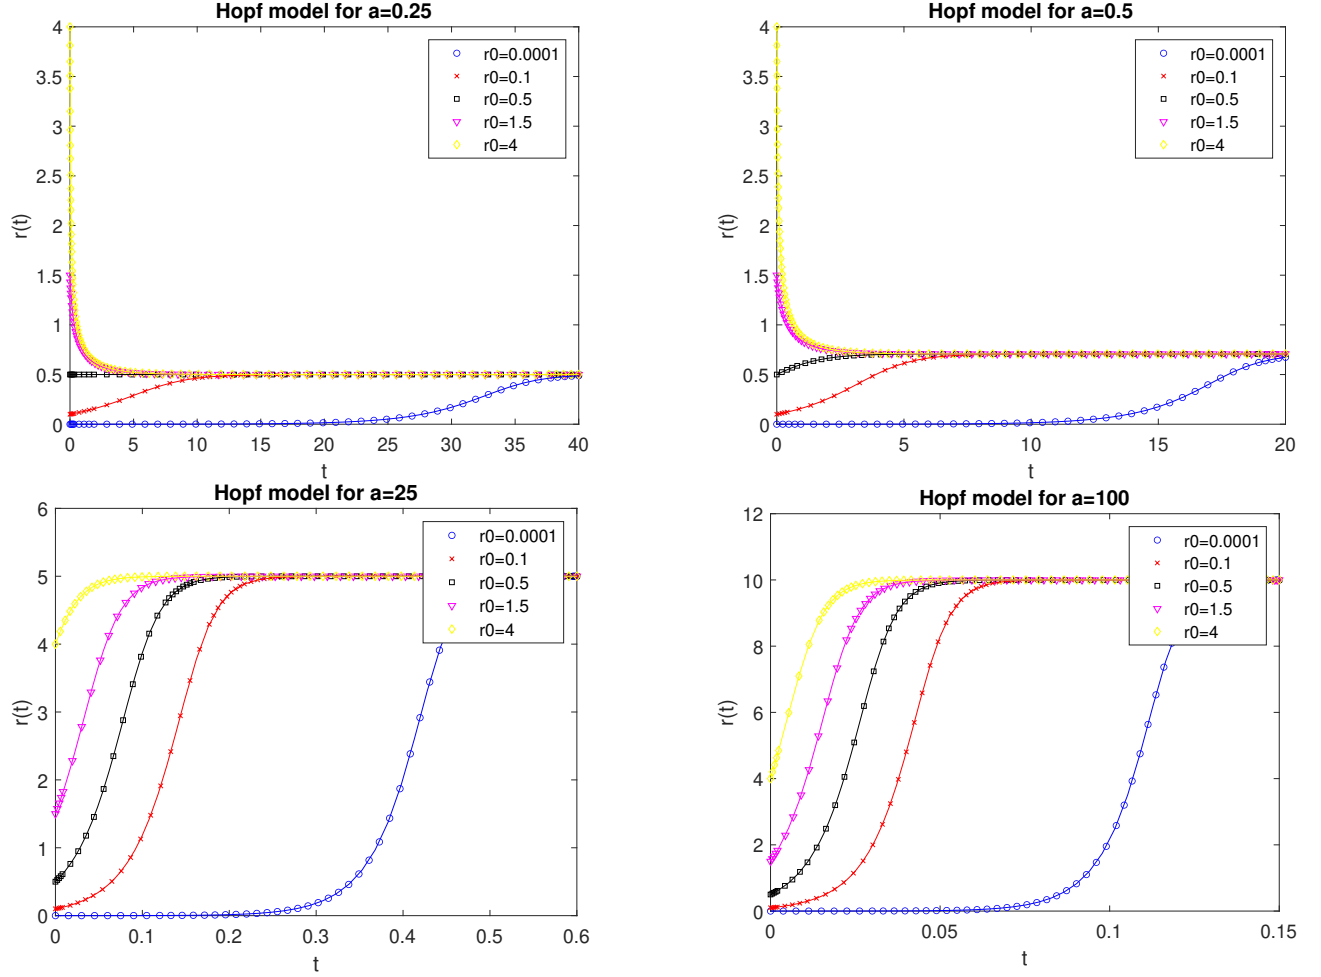 Hopf model for a=0.25
4
3.5
3
2.5
2
1.5
1
0.5
0
r(t)
0 5 10 15 20 25 30 35 40
t
r0=0.0001
r0=0.1
r0=0.5
r0=1.5
r0=4
Hopf model for a=0.5
4
3.5
3
2.5
2
1.5
1
0.5
0
r(t)
0 5 10 15 20
t
r0=0.0001
r0=0.1
r0=0.5
r0=1.5
r0=4
Hopf model for a=25
6
5
4
3
2
1
0
r(t)
0 0.1 0.2 0.3 0.4 0.5 0.6
t
r0=0.0001
r0=0.1
r0=0.5
r0=1.5
r0=4
Hopf model for a=100
12
10
8
6
4
2
0
r(t)
0 0.05 0.1 0.15
t
r0=0.0001
r0=0.1
r0=0.5
r0=1.5
r0=4